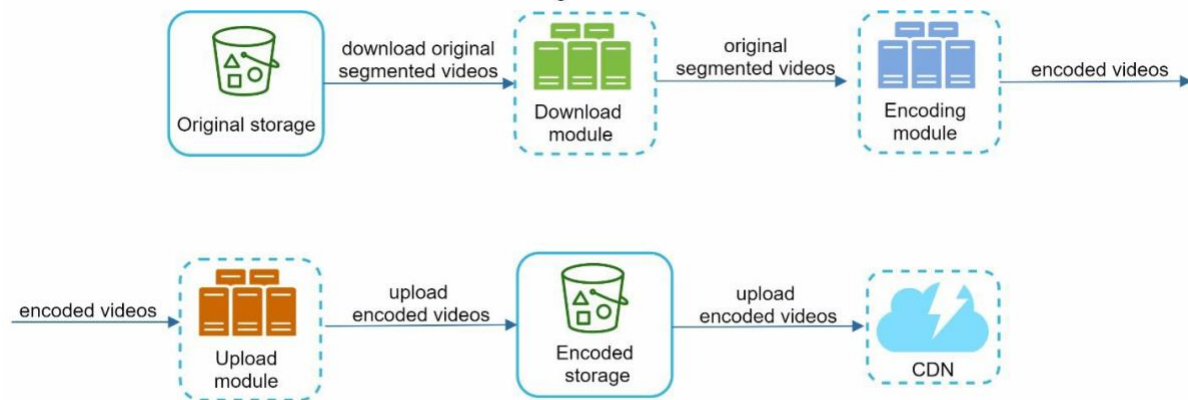 download original
segmented videos
original
segmented videos
encoded videos
Original storage
Download
module
Encoding
module
encoded videos
upload
encoded videos
upload
encoded videos
Upload
module
Encoded
storage
CDN